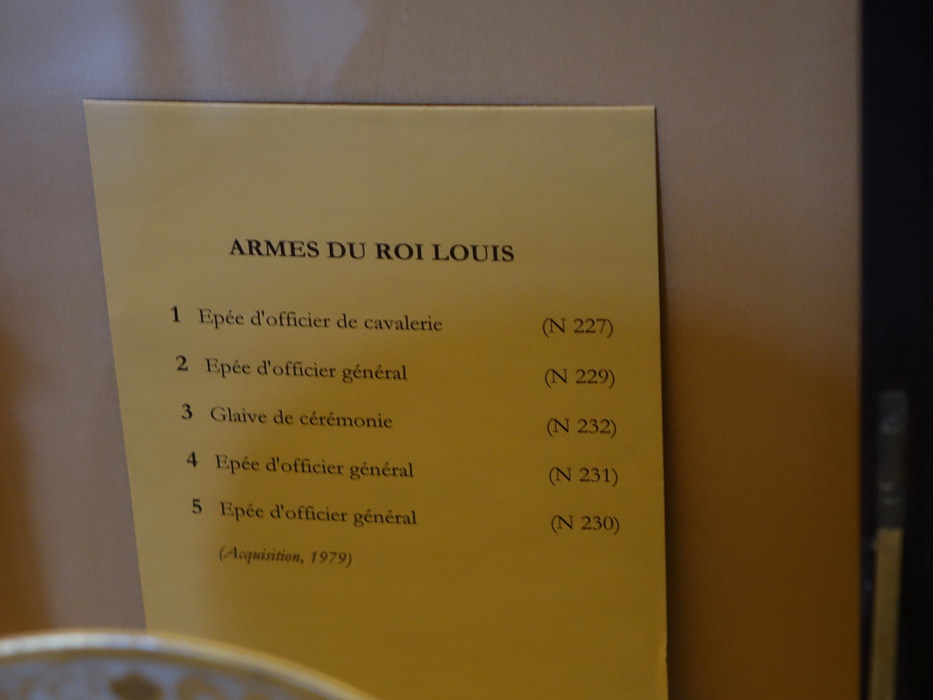 ARMES DU ROI LOUIS
1 Epée d'officier de cavalerie (N 227)
2 Epée d'officier général (N 229)
3 Glaive de cérémonie (N 232)
4 Epée d'officier général (N 231)
5 Epée d'officier général (N 230)
(Acquisition, 1979)